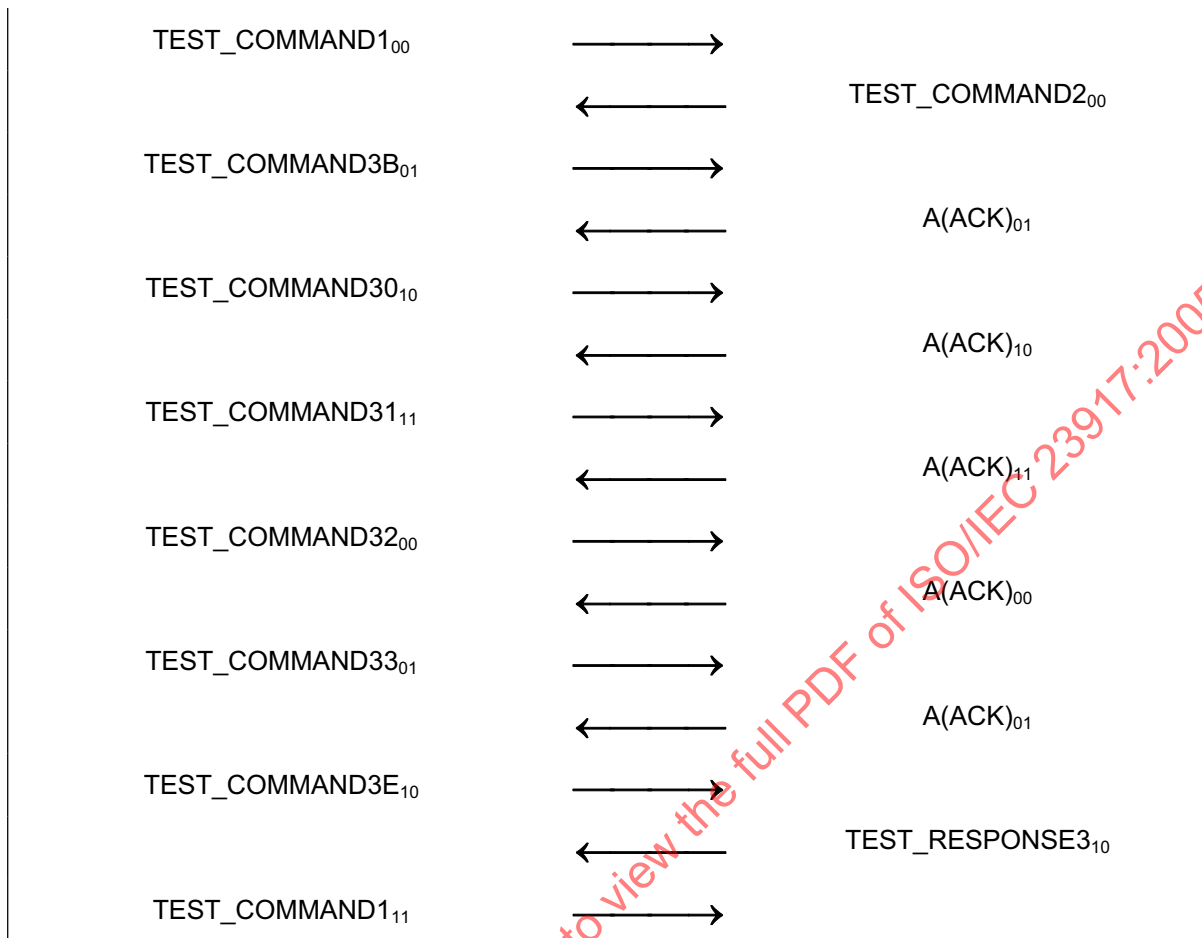 TEST_COMMAND1₀₀
TEST_COMMAND2₀₀
TEST_COMMAND3B₀₁
A(ACK)₀₁
TEST_COMMAND30₁₀
A(ACK)₁₀
TEST_COMMAND31₁₁
A(ACK)₁₁
TEST_COMMAND32₀₀
A(ACK)₀₀
TEST_COMMAND33₀₁
A(ACK)₀₁
TEST_COMMAND3E₁₀
TEST_RESPONSE3₁₀
TEST_COMMAND1₁₁
to view the full PDF of ISO/IEC 23917:2005